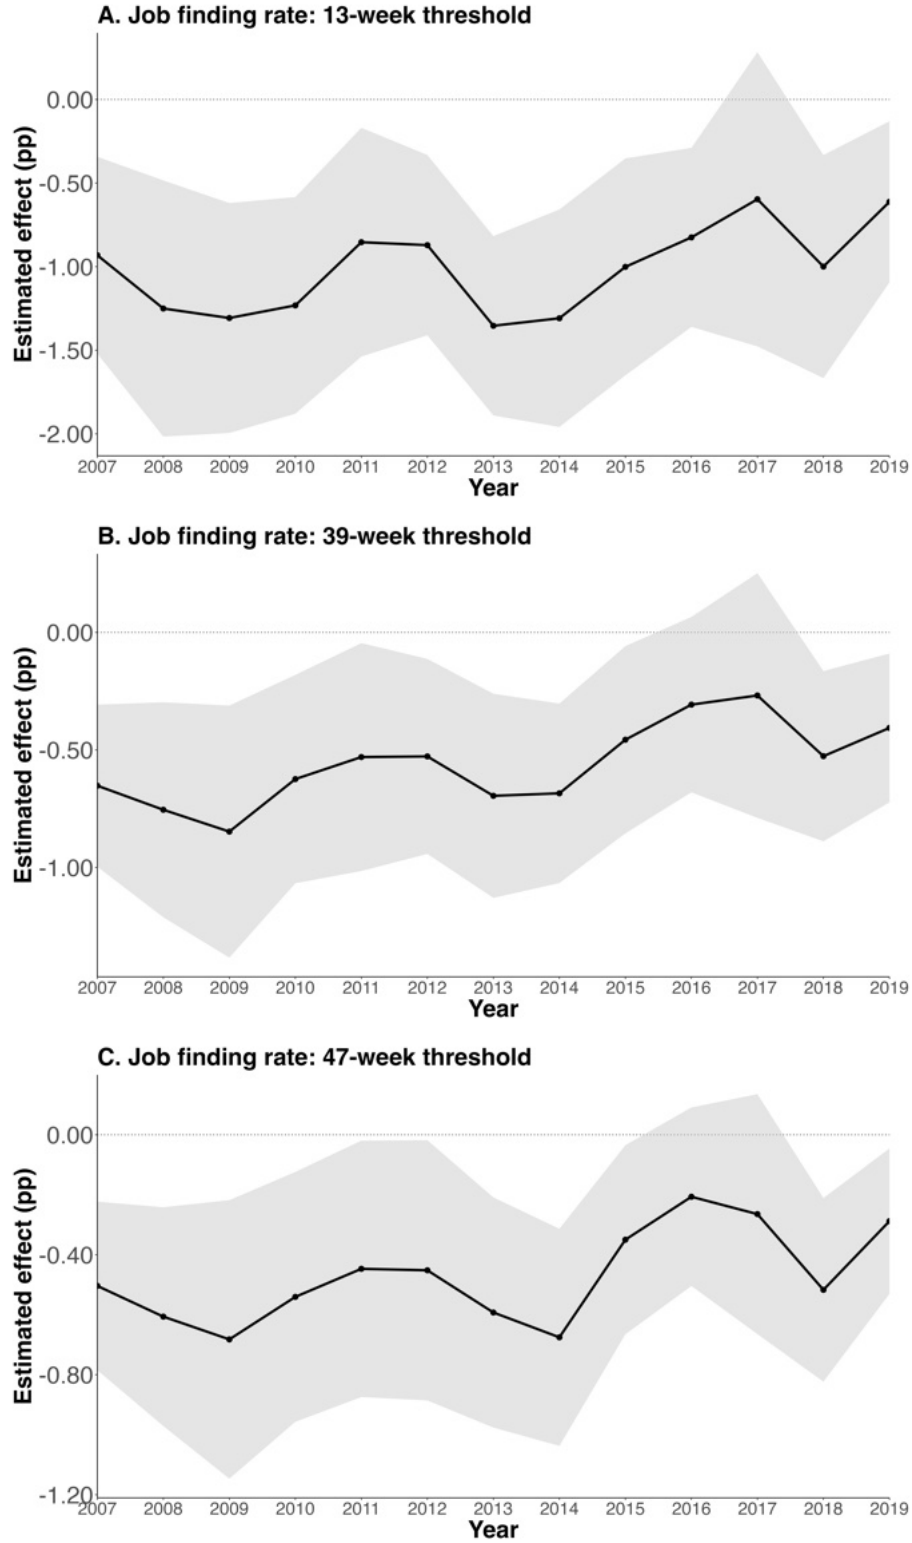 A. Job finding rate: 13-week threshold
Estimated effect (pp)
0.00
-0.50
-1.00
-1.50
-2.00
2007 2008 2009 2010 2011 2012 2013 2014 2015 2016 2017 2018 2019
Year
B. Job finding rate: 39-week threshold
Estimated effect (pp)
0.00
-0.50
-1.00
2007 2008 2009 2010 2011 2012 2013 2014 2015 2016 2017 2018 2019
Year
C. Job finding rate: 47-week threshold
Estimated effect (pp)
0.00
-0.40
-0.80
-1.20
2007 2008 2009 2010 2011 2012 2013 2014 2015 2016 2017 2018 2019
Year